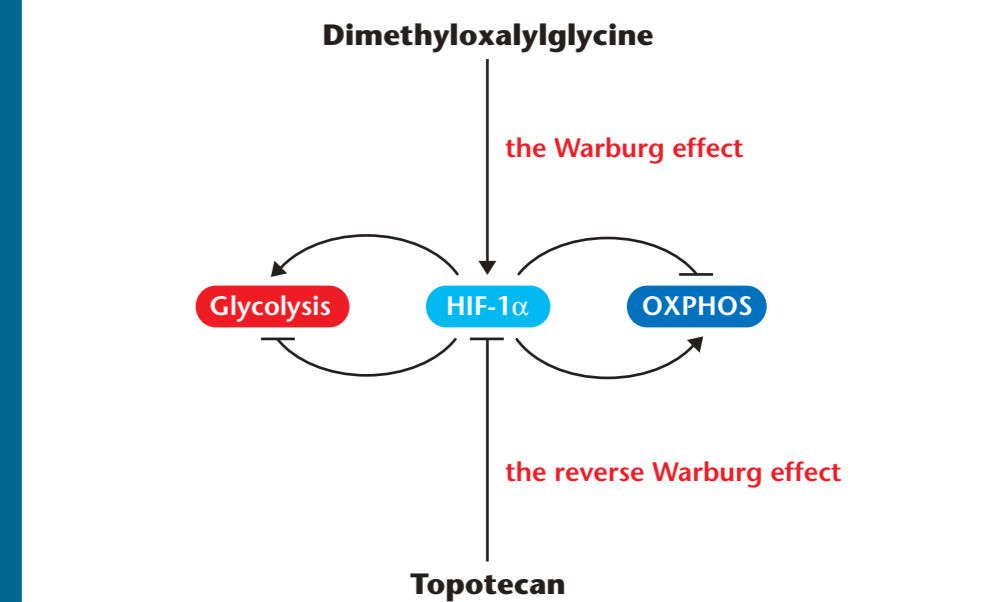 Dimethyloxalylglycine
the Warburg effect
Glycolysis
HIF-1α
OXPHOS
the reverse Warburg effect
Topotecan